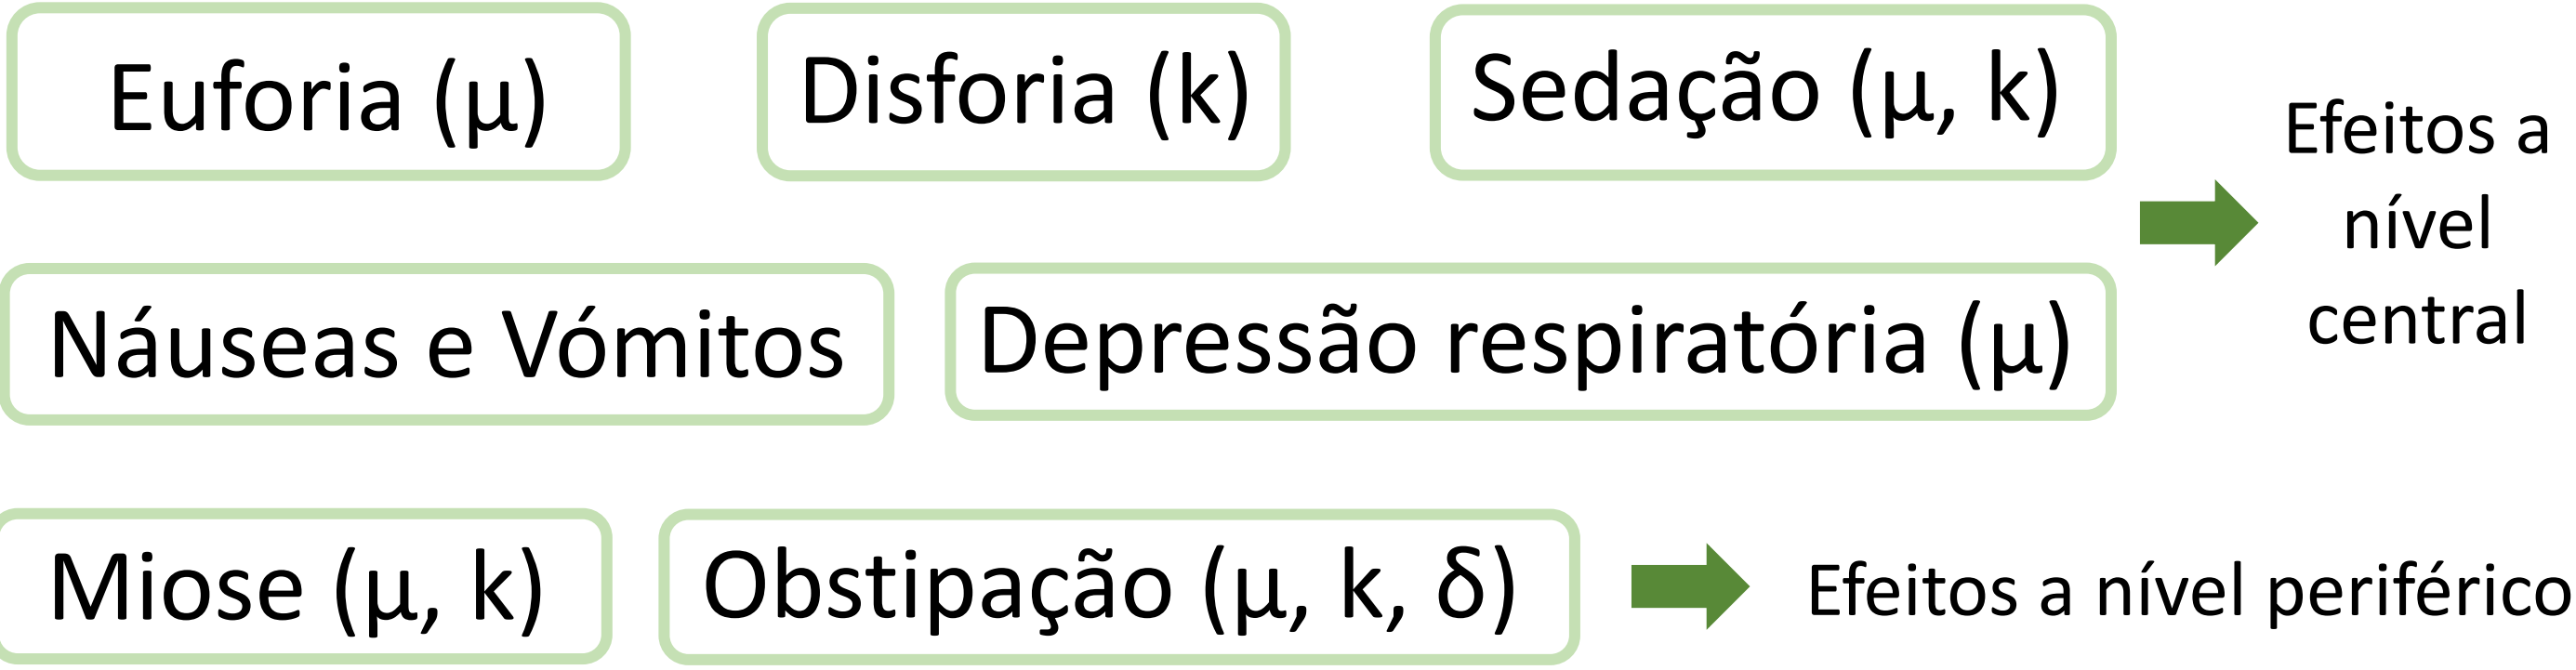 Euforia (μ)
Disforia (k)
Sedação (μ, k)
Náuseas e Vómitos
Depressão respiratória (μ)
Efeitos a
nível
central
Miose (μ, k)
Obstipação (μ, k, δ)
Efeitos a nível periférico